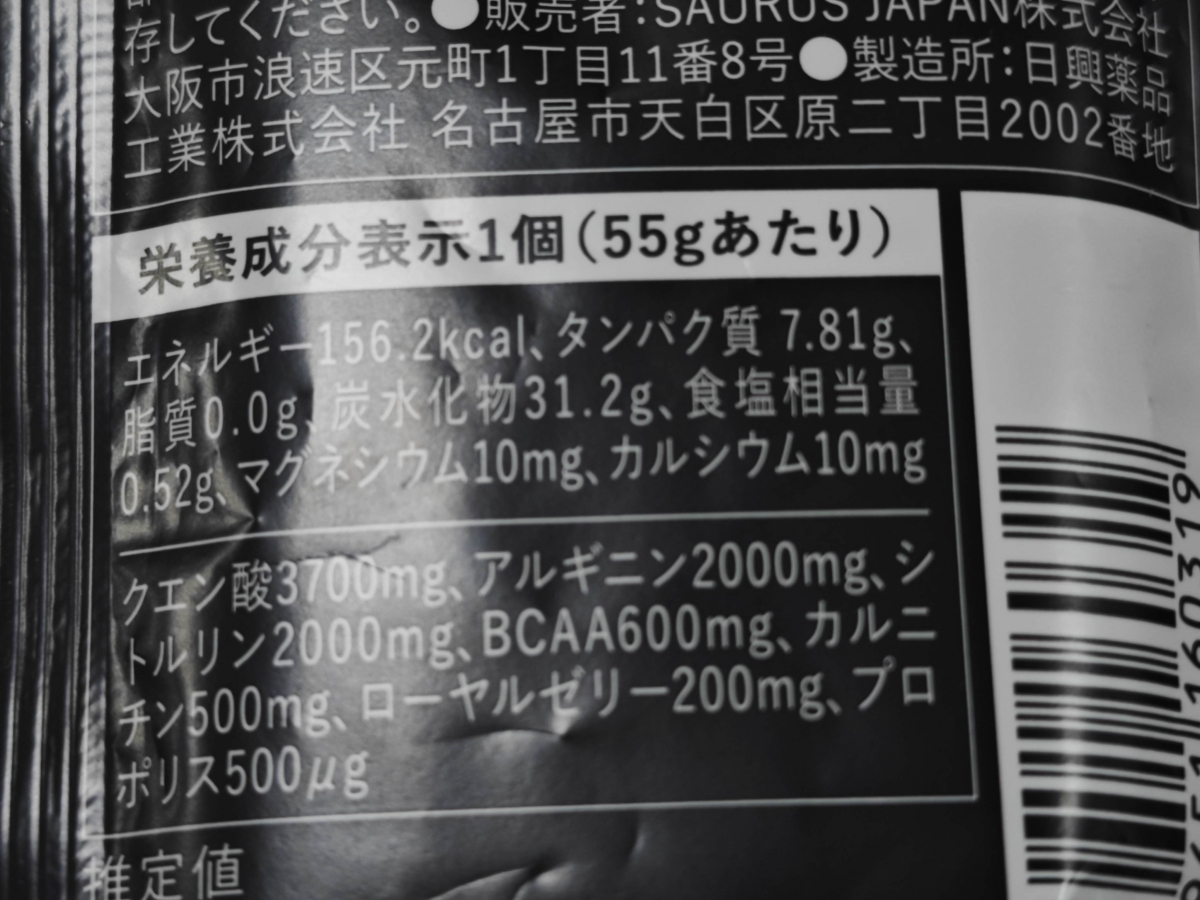 存してください。●販売者:SAURUS JAPAN株式会社
大阪市浪速区元町1丁目11番8号●製造所:日興薬品
工業株式会社 名古屋市天白区原二丁目2002番地
栄養成分表示1個(55gあたり)
エネルギー156.2kcal、タンパク質 7.81g、
脂質0.0g、炭水化物31.2g、食塩相当量
0.52g、マグネシウム10mg、カルシウム10mg
クエン酸3700mg、アルギニン2000mg、シ
トルリン2000mg、BCAA600mg、カルニ
チン500mg、ローヤルゼリー200mg、プロ
ポリス500μg
推定値